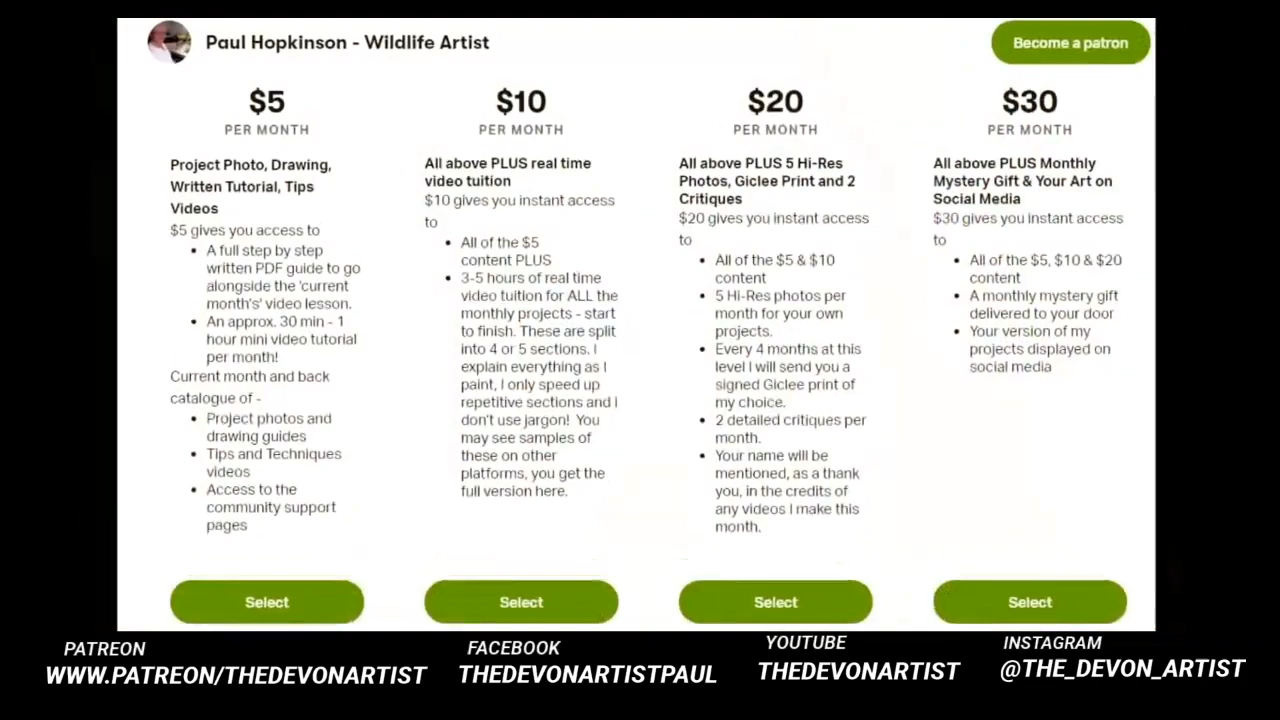 Paul Hopkinson - Wildlife Artist
Become a patron
$5
PER MONTH
Project Photo, Drawing,
Written Tutorial, Tips
Videos
$5 gives you access to
• A full step by step
written PDF guide to go
alongside the 'current
month's' video lesson.
• An approx. 30 min - 1
hour mini video tutorial
per month!
Current month and back
catalogue of -
• Project photos and
drawing guides
• Tips and Techniques
videos
• Access to the
community support
pages
Select
$10
PER MONTH
All above PLUS real time
video tuition
$10 gives you instant access
to
• All of the $5
content PLUS
• 3-5 hours of real time
video tuition for ALL the
monthly projects - start
to finish. These are split
into 4 or 5 sections. I
explain everything as I
paint, I only speed up
repetitive sections and I
don't use jargon! You
may see samples of
these on other
platforms, you get the
full version here.
Select
$20
PER MONTH
All above PLUS 5 Hi-Res
Photos, Giclee Print and 2
Critiques
$20 gives you instant access
to
• All of the $5 & $10
content
• 5 Hi-Res photos per
month for your own
projects.
• Every 4 months at this
level I will send you a
signed Giclee print of
my choice.
• 2 detailed critiques per
month.
• Your name will be
mentioned, as a thank
you, in the credits of
any videos I make this
month.
Select
$30
PER MONTH
All above PLUS Monthly
Mystery Gift & Your Art on
Social Media
$30 gives you instant access
to
• All of the $5, $10 & $20
content
• A monthly mystery gift
delivered to your door
• Your version of my
projects displayed on
social media
Select
PATREON
WWW.PATREON/THEDEVONARTIST
FACEBOOK
THEDEVONARTISTPAUL
YOUTUBE
THEDEVONARTIST
INSTAGRAM
@THE_DEVON_ARTIST